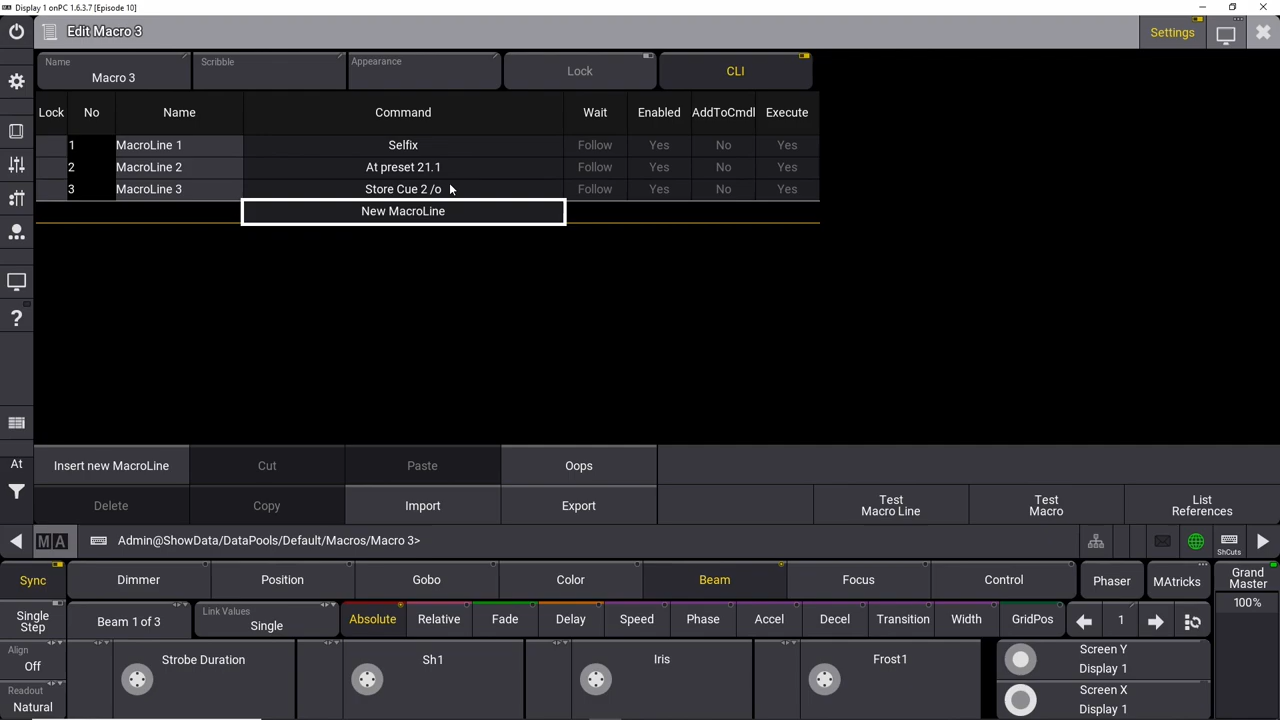 Display 1 onPC 1.6.3.7 [Episode 10]
Edit Macro 3
Settings
Name
Macro 3
Scribble
Appearance
Lock
CLI
Lock No Name Command Wait Enabled AddToCmdl Execute
1 MacroLine 1 Selfix Follow Yes No Yes
2 MacroLine 2 At preset 21.1 Follow Yes No Yes
3 MacroLine 3 Store Cue 2 /o Follow Yes No Yes
New MacroLine
At
Insert new MacroLine Cut Paste Oops
Delete Copy Import Export
Test Macro Line
Test Macro
List References
MA
Admin@ShowData/DataPools/Default/Macros/Macro 3>
ShCuts
Sync Dimmer Position Gobo Color Beam Focus Control Phaser MAtricks
Grand Master
100%
Single Step
Beam 1 of 3
Link Values
Single
Absolute Relative Fade Delay Speed Phase Accel Decel Transition Width GridPos 1
Align
Off
Strobe Duration Sh1 Iris Frost1
Screen Y
Display 1
Readout
Natural
Screen X
Display 1